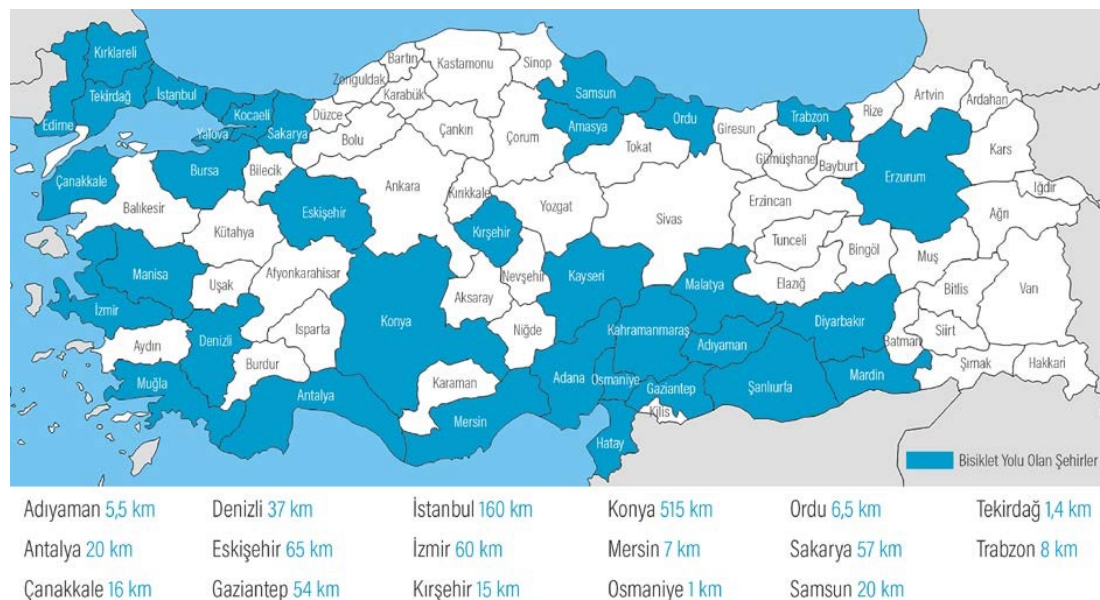 Kırklareli
Edirne
Tekirdağ
İstanbul
Kocaeli
Yalova
Sakarya
Düzce
Zonguldak
Bartın
Karabük
Kastamonu
Sinop
Samsun
Bolu
Çankırı
Çorum
Amasya
Ordu
Tokat
Giresun
Gümüşhane
Trabzon
Bayburt
Rize
Artvin
Ardahan
Kars
Iğdır
Erzurum
Ağrı
Çanakkale
Balıkesir
Bursa
Bilecik
Eskişehir
Kütahya
Ankara
Kırıkkale
Kırşehir
Yozgat
Sivas
Erzincan
Tunceli
Bingöl
Elazığ
Muş
Bitlis
Van
Manisa
İzmir
Uşak
Afyonkarahisar
Konya
Aksaray
Nevşehir
Niğde
Kayseri
Malatya
Kahramanmaraş
Adıyaman
Diyarbakır
Batman
Siirt
Şırnak
Hakkari
Mardin
Aydın
Denizli
Muğla
Burdur
Isparta
Antalya
Karaman
Mersin
Adana
Osmaniye
Gaziantep
Kilis
Şanlıurfa
Hatay
Bisiklet Yolu Olan Şehirler
Adıyaman 5,5 km
Antalya 20 km
Çanakkale 16 km
Denizli 37 km
Eskişehir 65 km
Gaziantep 54 km
İstanbul 160 km
İzmir 60 km
Kırşehir 15 km
Konya 515 km
Mersin 7 km
Osmaniye 1 km
Ordu 6,5 km
Sakarya 57 km
Samsun 20 km
Tekirdağ 1,4 km
Trabzon 8 km